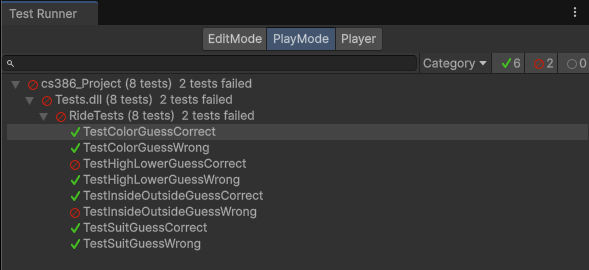 Test Runner
EditMode PlayMode Player
Category 6 2 0
cs386_Project (8 tests) 2 tests failed
Tests.dll (8 tests) 2 tests failed
RideTests (8 tests) 2 tests failed
TestColorGuessCorrect
TestColorGuessWrong
TestHighLowerGuessCorrect
TestHighLowerGuessWrong
TestInsideOutsideGuessCorrect
TestInsideOutsideGuessWrong
TestSuitGuessCorrect
TestSuitGuessWrong